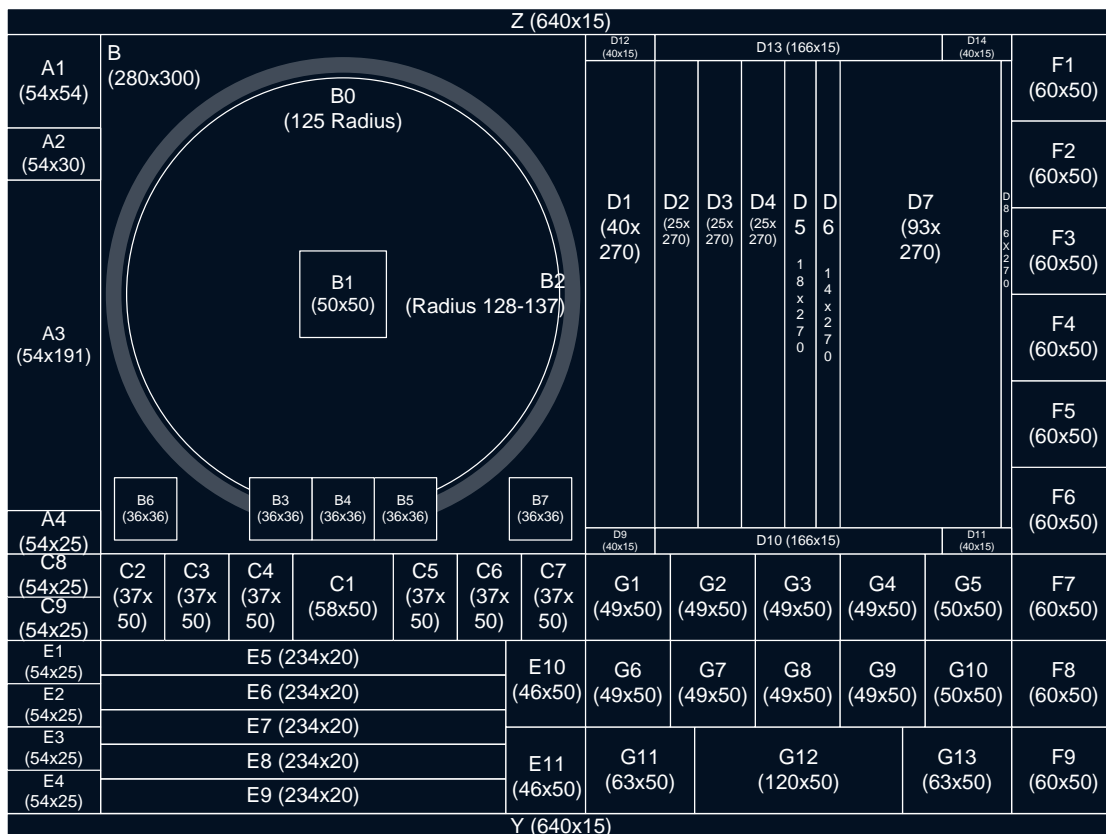 Z (640x15)
A1
(54x54)
A2
(54x30)
A3
(54x191)
A4
(54x25)
B
(280x300)
B0
(125 Radius)
B1
(50x50)
B2
(Radius 128-137)
B6
(36x36)
B3
(36x36)
B4
(36x36)
B5
(36x36)
B7
(36x36)
D12
(40x15)
D13 (166x15)
D14
(40x15)
D1
(40x
270)
D2
(25x
270)
D3
(25x
270)
D4
(25x
270)
D
5
18x270
D
6
14x270
D7
(93x
270)
D8 6X270
D9
(40x15)
D10 (166x15)
D11
(40x15)
F1
(60x50)
F2
(60x50)
F3
(60x50)
F4
(60x50)
F5
(60x50)
F6
(60x50)
C8
(54x25)
C9
(54x25)
C2
(37x
50)
C3
(37x
50)
C4
(37x
50)
C1
(58x50)
C5
(37x
50)
C6
(37x
50)
C7
(37x
50)
G1
(49x50)
G2
(49x50)
G3
(49x50)
G4
(49x50)
G5
(50x50)
F7
(60x50)
E1
(54x25)
E2
(54x25)
E3
(54x25)
E4
(54x25)
E5 (234x20)
E6 (234x20)
E7 (234x20)
E8 (234x20)
E9 (234x20)
E10
(46x50)
E11
(46x50)
G6
(49x50)
G7
(49x50)
G8
(49x50)
G9
(49x50)
G10
(50x50)
F8
(60x50)
G11
(63x50)
G12
(120x50)
G13
(63x50)
F9
(60x50)
Y (640x15)